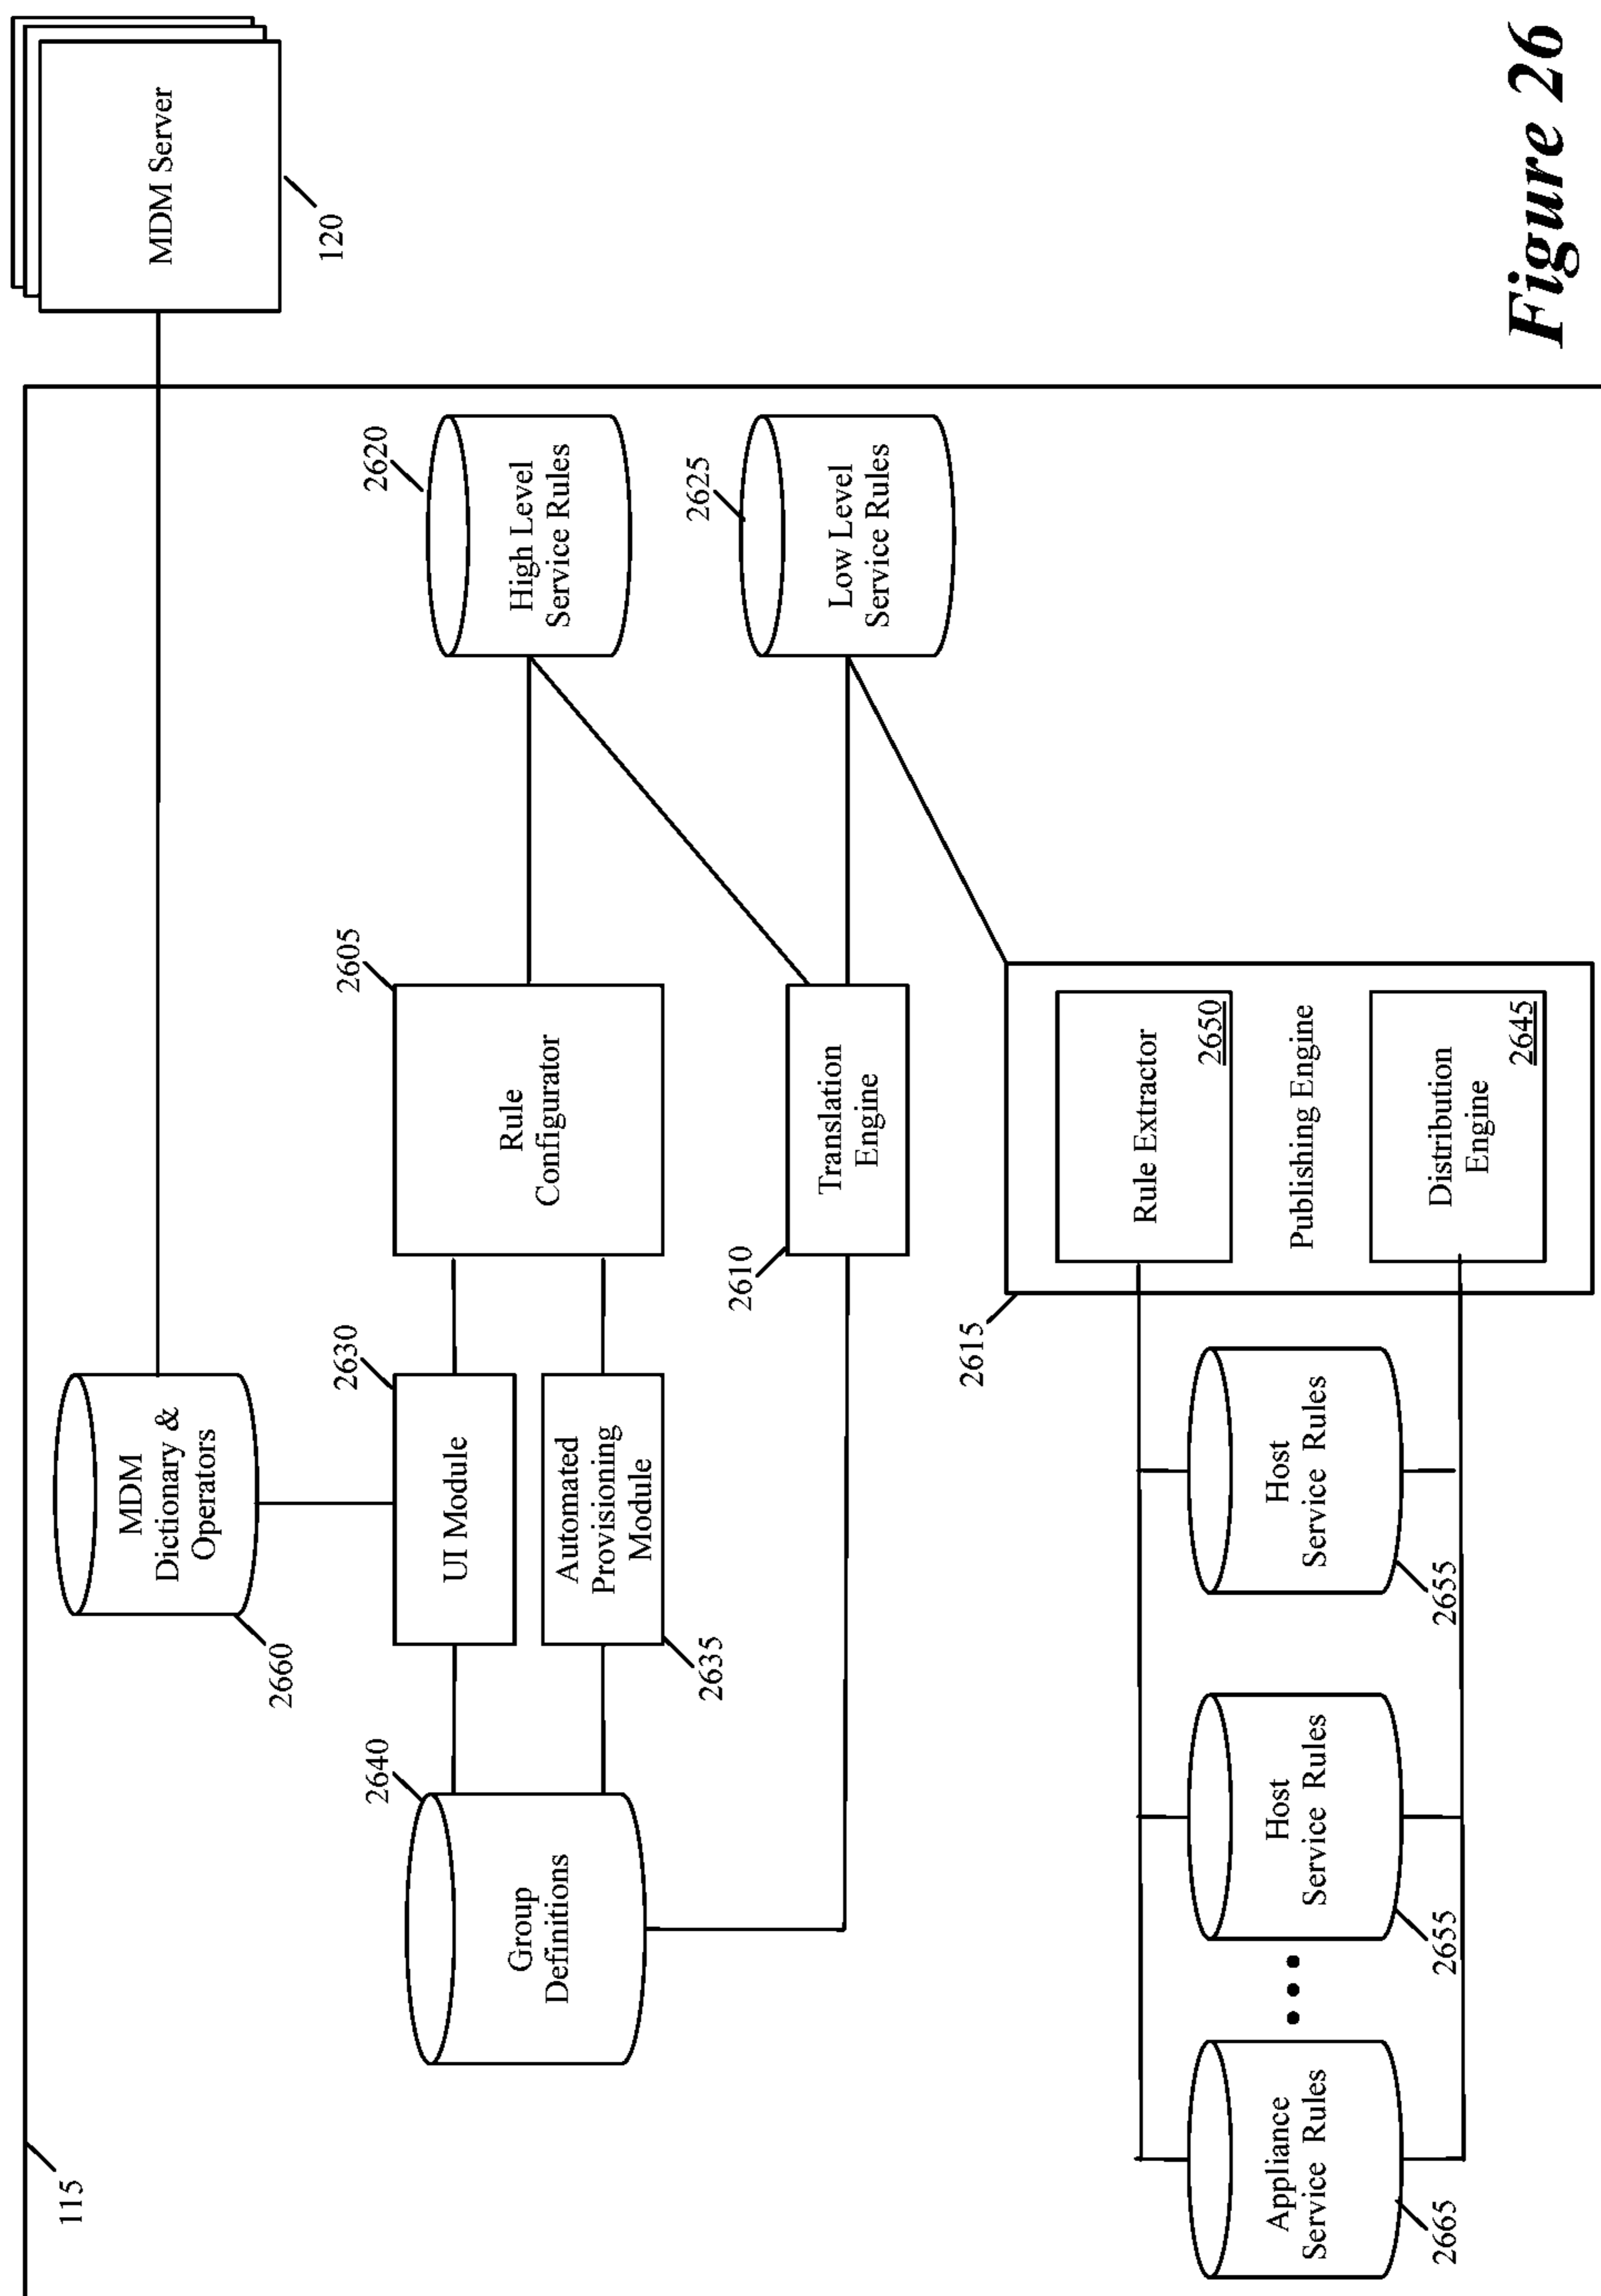 115
MDM Server
120
MDM
Dictionary &
Operators
2660
2640
Group
Definitions
2630
UI Module
Automated
Provisioning
Module
2635
2605
Rule
Configurator
2620
High Level
Service Rules
2610
Translation
Engine
2625
Low Level
Service Rules
2615
Rule Extractor
2650
Publishing Engine
Distribution
Engine
2645
Appliance
Service Rules
2665
Host
Service Rules
2655
Host
Service Rules
2655
Figure 26